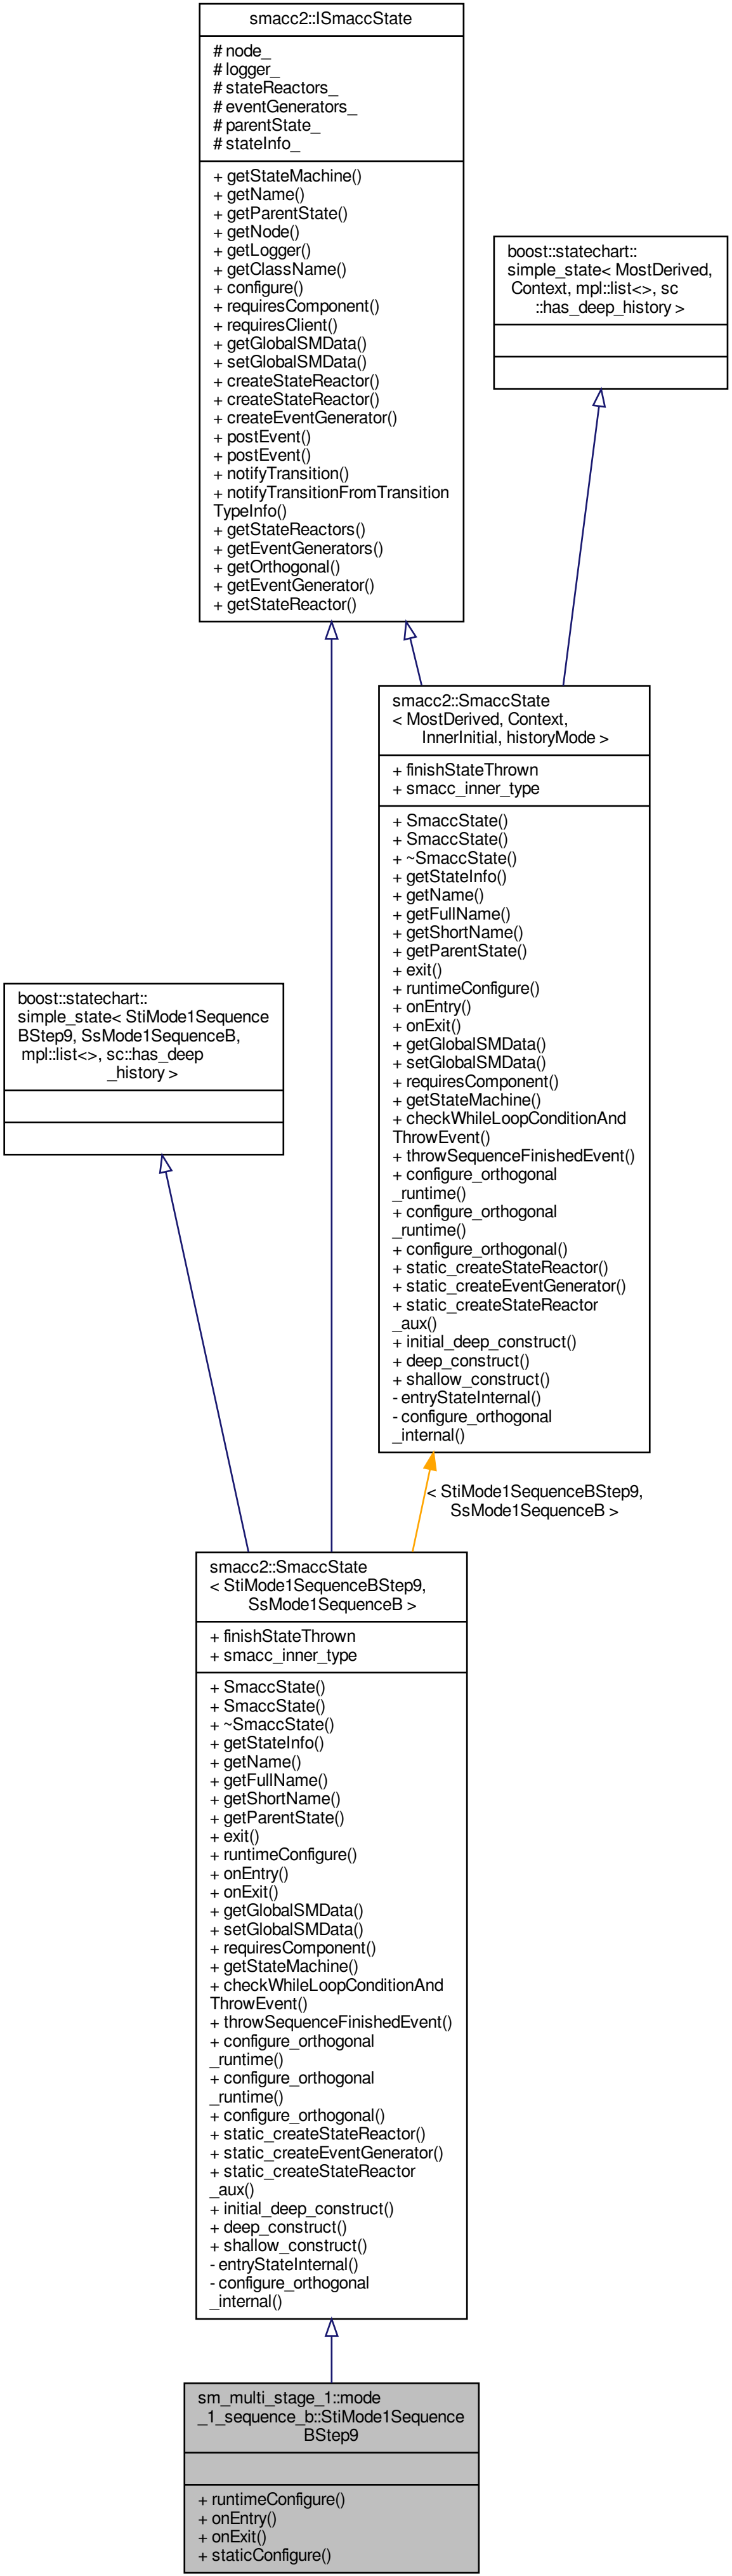 smacc2::ISmaccState
# node_
# logger_
# stateReactors_
# eventGenerators_
# parentState_
# stateInfo_
+ getStateMachine()
+ getName()
+ getParentState()
+ getNode()
+ getLogger()
+ getClassName()
+ configure()
+ requiresComponent()
+ requiresClient()
+ getGlobalSMData()
+ setGlobalSMData()
+ createStateReactor()
+ createStateReactor()
+ createEventGenerator()
+ postEvent()
+ postEvent()
+ notifyTransition()
+ notifyTransitionFromTransition
TypeInfo()
+ getStateReactors()
+ getEventGenerators()
+ getOrthogonal()
+ getEventGenerator()
+ getStateReactor()
boost::statechart::
simple_state< MostDerived,
Context, mpl::list<>, sc
::has_deep_history >
smacc2::SmaccState
< MostDerived, Context,
InnerInitial, historyMode >
+ finishStateThrown
+ smacc_inner_type
+ SmaccState()
+ SmaccState()
+ ~SmaccState()
+ getStateInfo()
+ getName()
+ getFullName()
+ getShortName()
+ getParentState()
+ exit()
+ runtimeConfigure()
+ onEntry()
+ onExit()
+ getGlobalSMData()
+ setGlobalSMData()
+ requiresComponent()
+ getStateMachine()
+ checkWhileLoopConditionAnd
ThrowEvent()
+ throwSequenceFinishedEvent()
+ configure_orthogonal
_runtime()
+ configure_orthogonal
_runtime()
+ configure_orthogonal()
+ static_createStateReactor()
+ static_createEventGenerator()
+ static_createStateReactor
_aux()
+ initial_deep_construct()
+ deep_construct()
+ shallow_construct()
- entryStateInternal()
- configure_orthogonal
_internal()
boost::statechart::
simple_state< StiMode1Sequence
BStep9, SsMode1SequenceB,
mpl::list<>, sc::has_deep
_history >
< StiMode1SequenceBStep9,
SsMode1SequenceB >
smacc2::SmaccState
< StiMode1SequenceBStep9,
SsMode1SequenceB >
+ finishStateThrown
+ smacc_inner_type
+ SmaccState()
+ SmaccState()
+ ~SmaccState()
+ getStateInfo()
+ getName()
+ getFullName()
+ getShortName()
+ getParentState()
+ exit()
+ runtimeConfigure()
+ onEntry()
+ onExit()
+ getGlobalSMData()
+ setGlobalSMData()
+ requiresComponent()
+ getStateMachine()
+ checkWhileLoopConditionAnd
ThrowEvent()
+ throwSequenceFinishedEvent()
+ configure_orthogonal
_runtime()
+ configure_orthogonal
_runtime()
+ configure_orthogonal()
+ static_createStateReactor()
+ static_createEventGenerator()
+ static_createStateReactor
_aux()
+ initial_deep_construct()
+ deep_construct()
+ shallow_construct()
- entryStateInternal()
- configure_orthogonal
_internal()
sm_multi_stage_1::mode
_1_sequence_b::StiMode1Sequence
BStep9
+ runtimeConfigure()
+ onEntry()
+ onExit()
+ staticConfigure()